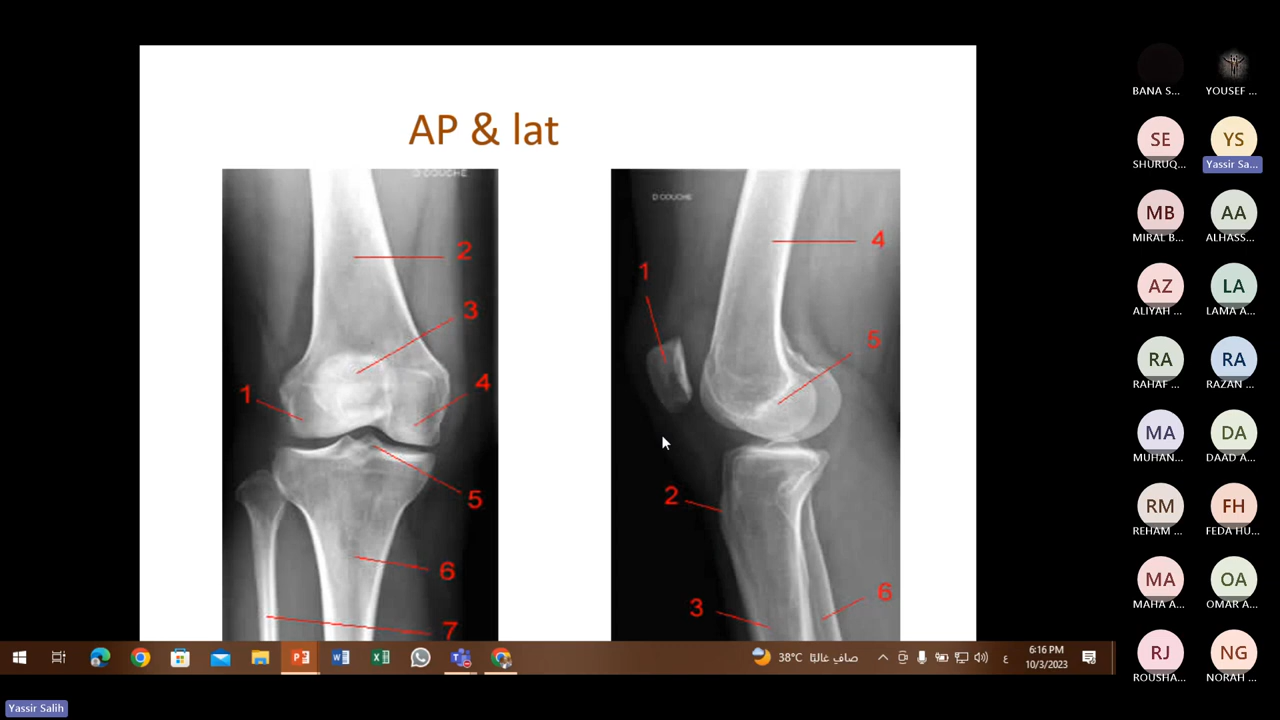 AP & lat
D COUCHE
D COUCHE
2
3
1
4
5
6
7
1
4
5
2
3
6
BANA S...
YOUSEF ...
SE
SHURUQ...
YS
Yassir Sa...
MB
MIRAL B...
AA
ALHASS...
AZ
ALIYAH ...
LA
LAMA A...
RA
RAHAF ...
RA
RAZAN ...
MA
MUHAN...
DA
DAAD A...
RM
REHAM ...
FH
FEDA HU...
MA
MAHA A...
OA
OMAR A...
RJ
ROUSHA...
NG
NORAH ...
38°C صافي غالبًا
ع
6:16 PM
10/3/2023
Yassir Salih